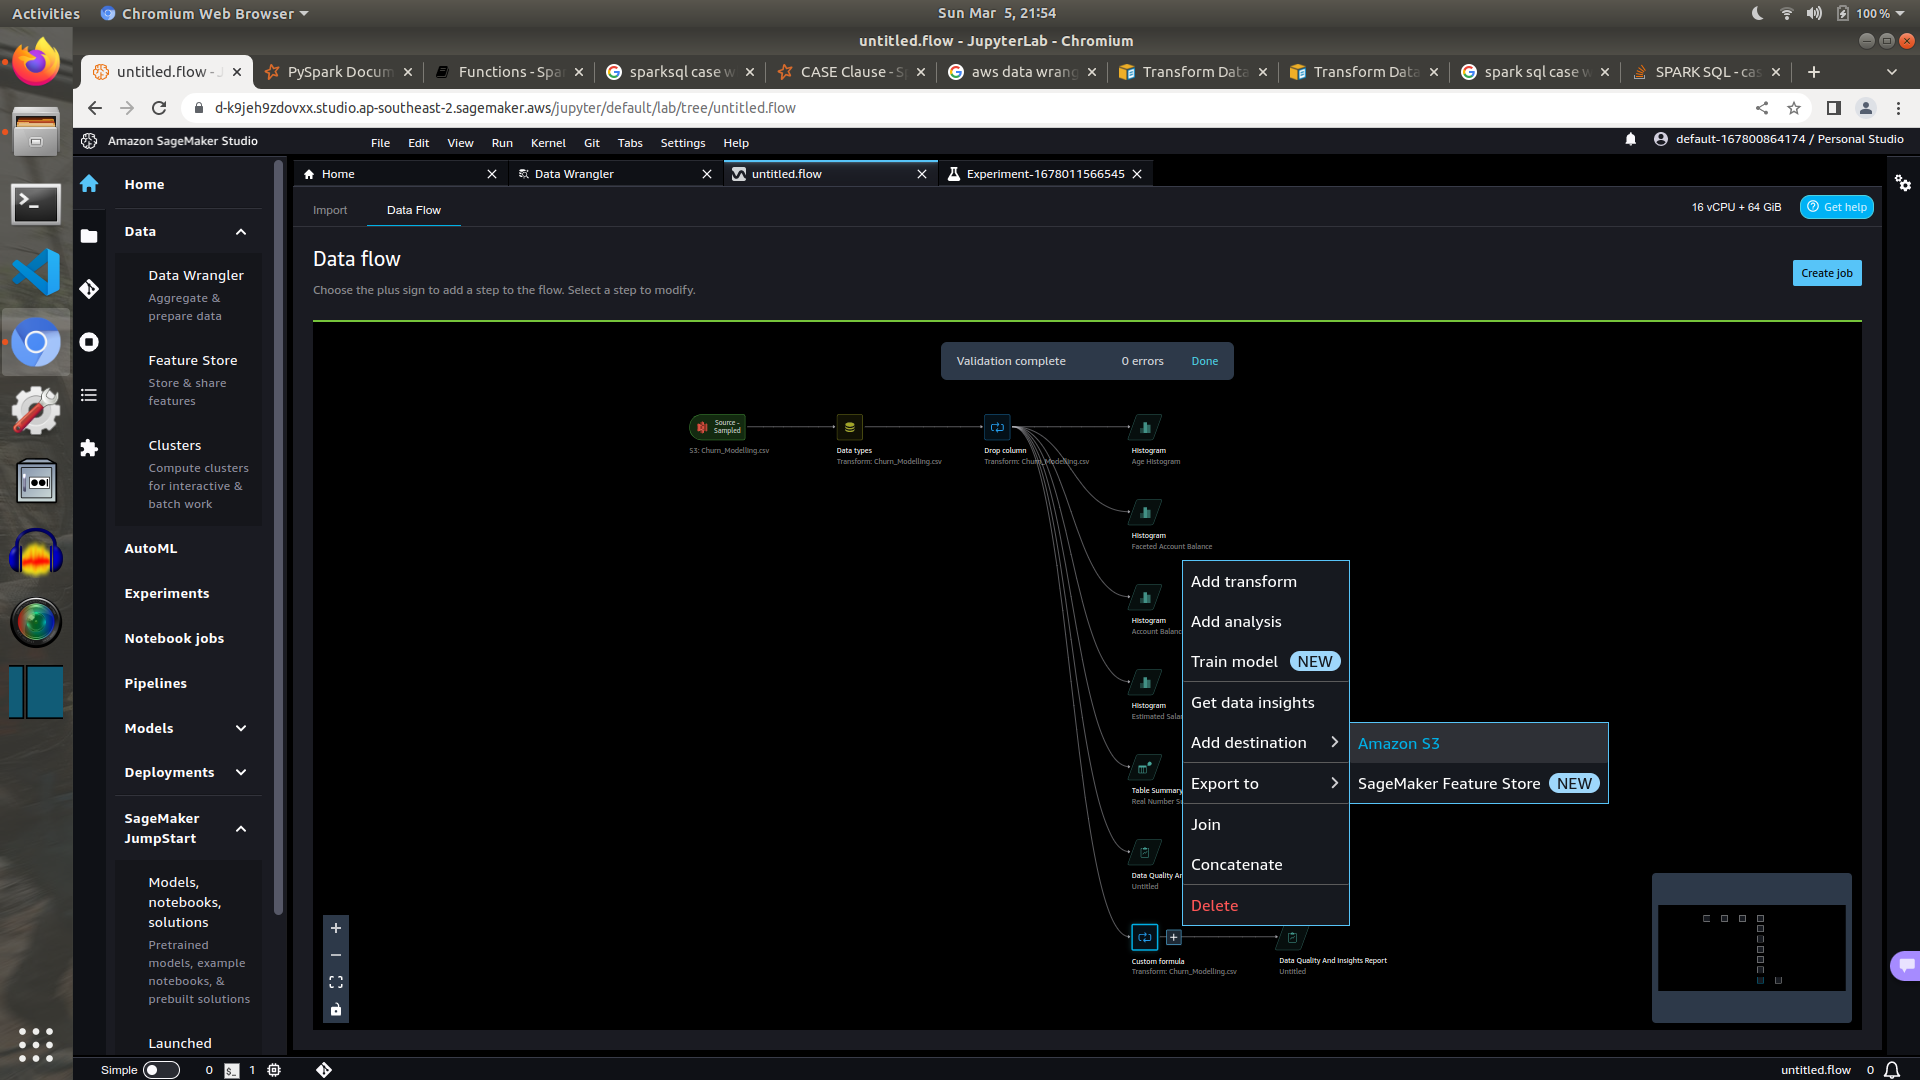 Activities
Chromium Web Browser
Sun Mar 5, 21:54
100 %
untitled.flow - JupyterLab - Chromium
untitled.flow - J
PySpark Docum
Functions - Spa
sparksql case w
CASE Clause - S
aws data wrang
Transform Data
Transform Data
spark sql case w
SPARK SQL - cas
d-k9jeh9zdovxx.studio.ap-southeast-2.sagemaker.aws/jupyter/default/lab/tree/untitled.flow
Amazon SageMaker Studio
File
Edit
View
Run
Kernel
Git
Tabs
Settings
Help
default-167800864174 / Personal Studio
Home
Data Wrangler
untitled.flow
Experiment-1678011566545
Home
Data
Data Wrangler
Aggregate &
prepare data
Feature Store
Store & share
features
Clusters
Compute clusters
for interactive &
batch work
AutoML
Experiments
Notebook jobs
Pipelines
Models
Deployments
SageMaker
JumpStart
Models,
notebooks,
solutions
Pretrained
models, example
notebooks, &
prebuilt solutions
Launched
Import
Data Flow
16 vCPU + 64 GiB
Get help
Data flow
Choose the plus sign to add a step to the flow. Select a step to modify.
Create job
Validation complete
0 errors
Done
Source -
Sampled
S3: Churn_Modelling.csv
Data types
Transform: Churn_Modelling.csv
Drop column
Transform: Churn_Modelling.csv
Histogram
Age Histogram
Histogram
Faceted Account Balance
Histogram
Account Balanc
Histogram
Estimated Salar
Table Summary
Real Number Su
Data Quality An
Untitled
Custom formula
Transform: Churn_Modelling.csv
Data Quality And Insights Report
Untitled
Add transform
Add analysis
Train model NEW
Get data insights
Add destination
Export to
Join
Concatenate
Delete
Amazon S3
SageMaker Feature Store NEW
Simple
0
1
untitled.flow
0